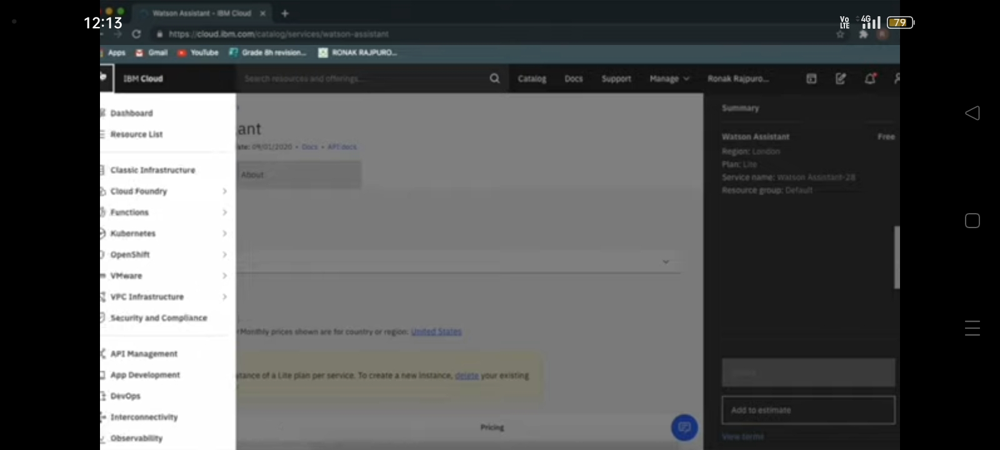 Watson Assistant - IBM Cloud
12:13
Vo LTE 4G 79
https://cloud.ibm.com/catalog/services/watson-assistant
Apps Gmail YouTube Grade 8h revision... RONAK RAJPURO...
IBM Cloud Search resources and offerings... Catalog Docs Support Manage Ronak Rajpuro...
Dashboard
Resource List
Classic Infrastructure
Cloud Foundry
Functions
Kubernetes
OpenShift
VMware
VPC Infrastructure
Security and Compliance
API Management
App Development
DevOps
Interconnectivity
Observability
ant
ate: 09/01/2020 • Docs • API docs
About
Monthly prices shown are for country or region: United States
stance of a Lite plan per service. To create a new instance, delete your existing
Pricing
Summary
Watson Assistant Free
Region: London
Plan: Lite
Service name: Watson Assistant-28
Resource group: Default
Add to estimate
View terms